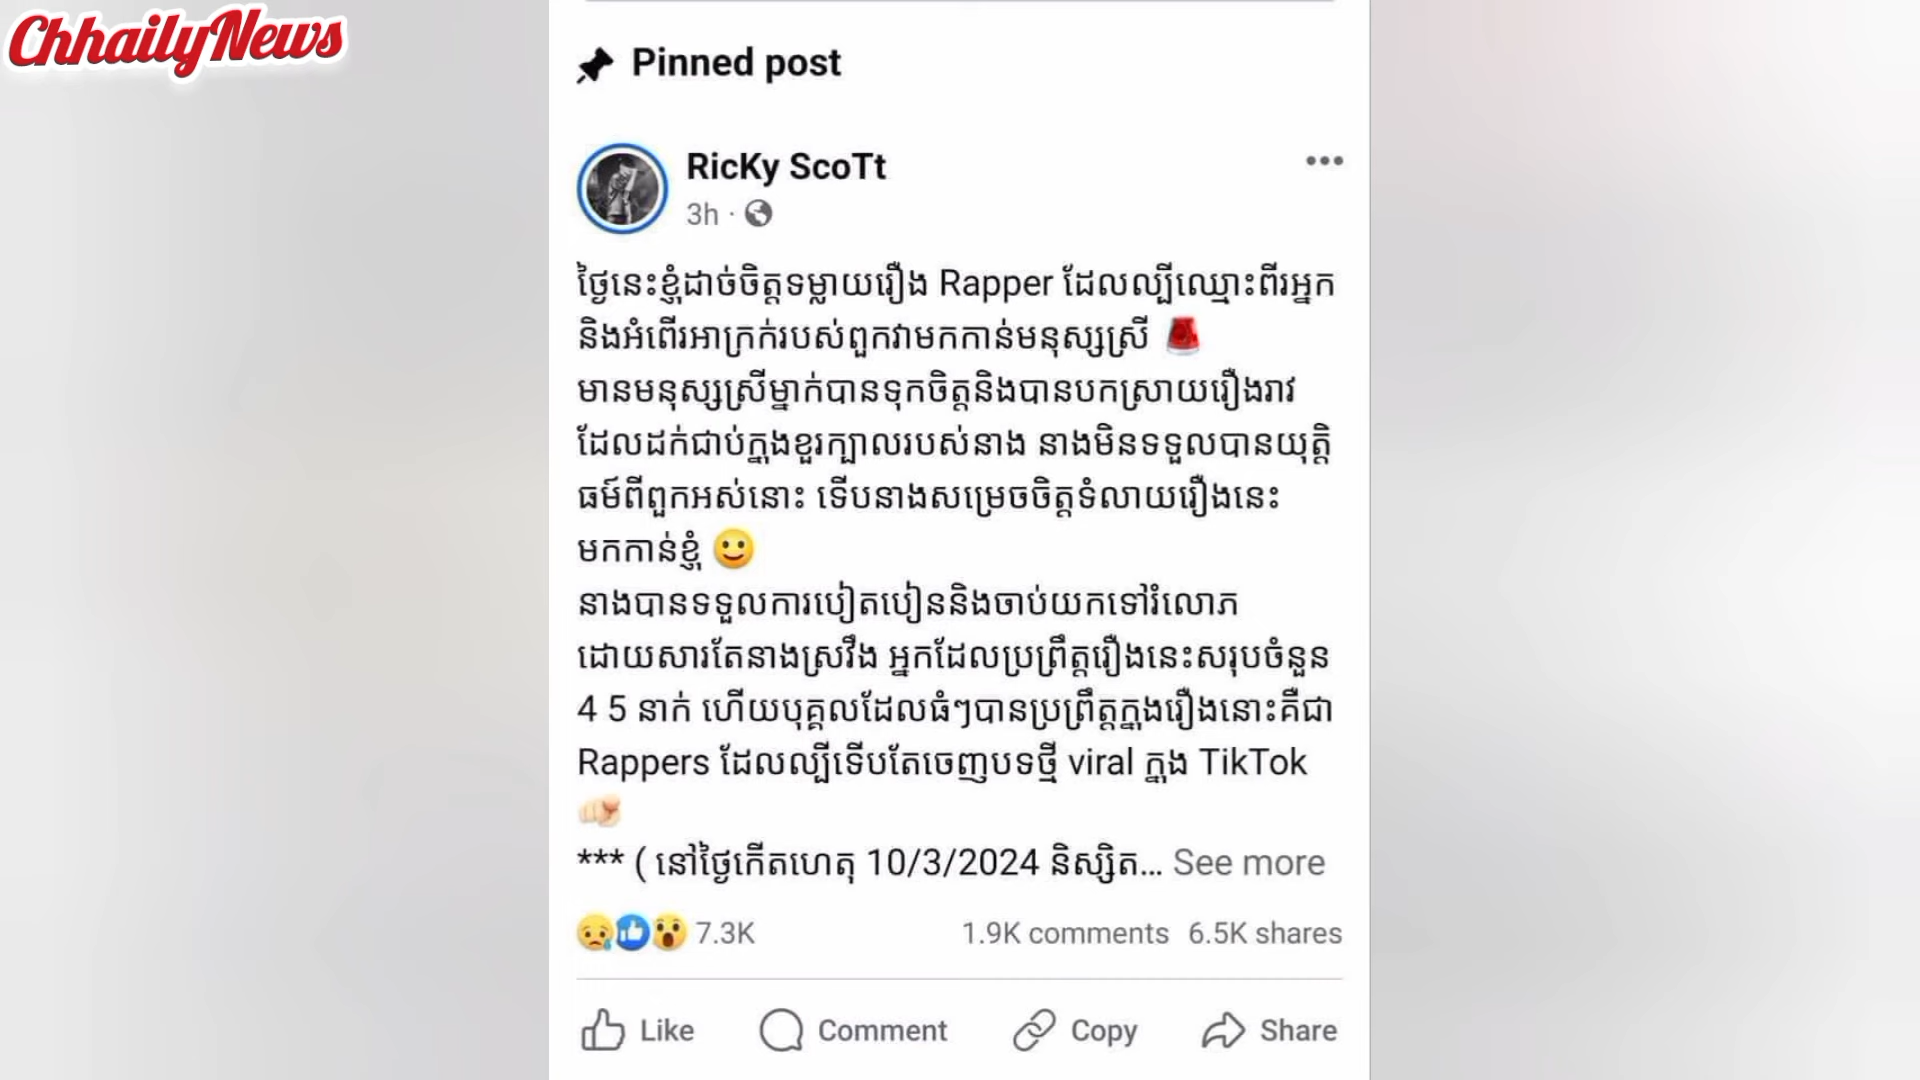 ChhailyNews
Pinned post
RicKy ScoTt
3h ·
ថ្ងៃនេះខ្ញុំដាច់ចិត្តទម្លាយរឿង Rapper ដែលល្បីឈ្មោះពីរអ្នក
និងអំពើរអាក្រក់របស់ពួកវាមកកាន់មនុស្សស្រី 🚨
មានមនុស្សស្រីម្នាក់បានទុកចិត្តនិងបានបកស្រាយរឿងរាវ
ដែលដក់ជាប់ក្នុងខួរក្បាលរបស់នាង នាងមិនទទួលបានយុត្តិ
ធម៍ពីពួកអស់នោះ ទើបនាងសម្រេចចិត្តទំលាយរឿងនេះ
មកកាន់ខ្ញុំ 🙂
នាងបានទទួលការបៀតបៀននិងចាប់យកទៅរំលោភ
ដោយសារតែនាងស្រវឹង អ្នកដែលប្រព្រឹត្តរឿងនេះសរុបចំនួន
4 5 នាក់ ហើយបុគ្គលដែលធំៗបានប្រព្រឹត្តក្នុងរឿងនោះគឺជា
Rappers ដែលល្បីទើបតែចេញបទថ្មី viral ក្នុង TikTok
🫵🏻
*** ( នៅថ្ងៃកើតហេតុ 10/3/2024 និស្សិត... See more
7.3K 1.9K comments 6.5K shares
Like Comment Copy Share